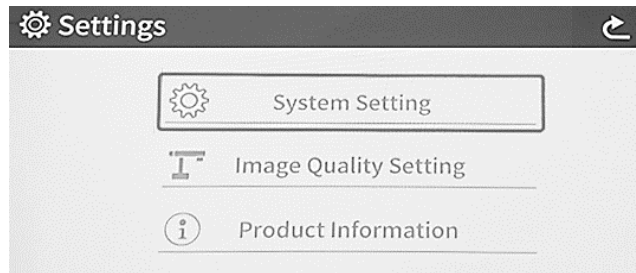 Settings
System Setting
Image Quality Setting
Product Information